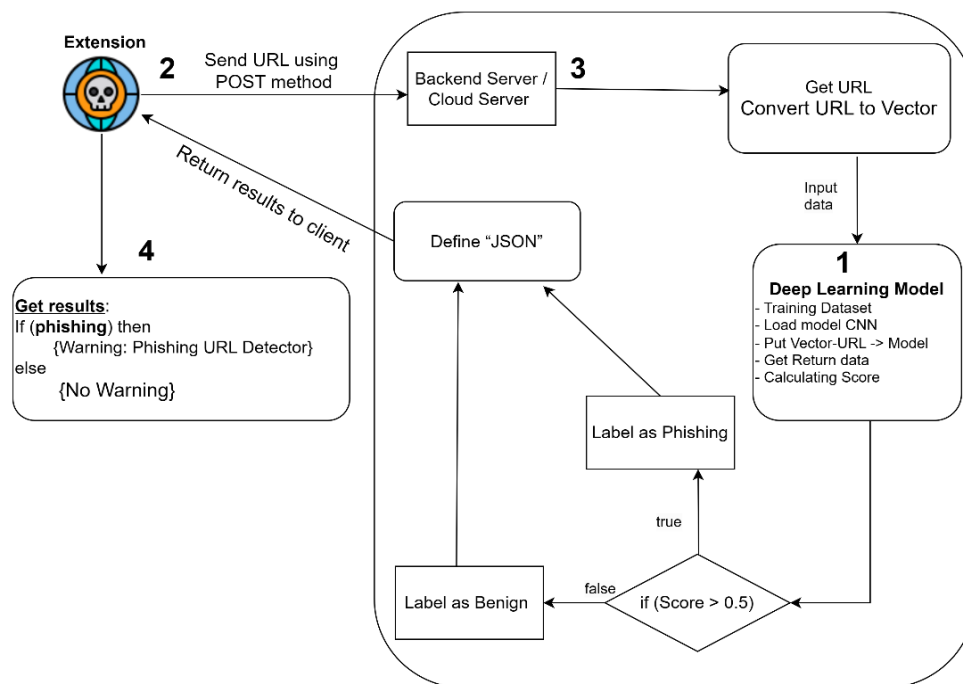 Extension
2
Send URL using
POST method
Backend Server /
Cloud Server
3
Get URL
Convert URL to Vector
Return results to client
Input
data
Define “JSON”
4
Get results:
If (phishing) then
{Warning: Phishing URL Detector}
else
{No Warning}
1
Deep Learning Model
- Training Dataset
- Load model CNN
- Put Vector-URL -> Model
- Get Return data
- Calculating Score
Label as Phishing
true
false
Label as Benign
if (Score > 0.5)